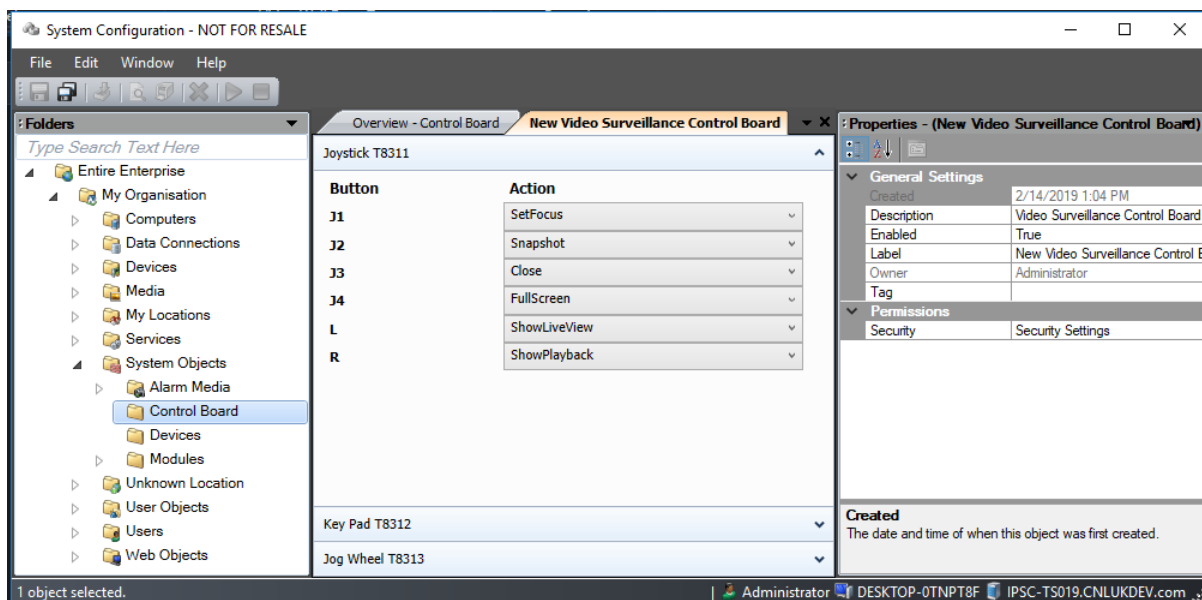 System Configuration - NOT FOR RESALE
File Edit Window Help
Folders
Type Search Text Here
Entire Enterprise
My Organisation
Computers
Data Connections
Devices
Media
My Locations
Services
System Objects
Alarm Media
Control Board
Devices
Modules
Unknown Location
User Objects
Users
Web Objects
Overview - Control Board New Video Surveillance Control Board
Joystick T8311
Button Action
J1 SetFocus
J2 Snapshot
J3 Close
J4 FullScreen
L ShowLiveView
R ShowPlayback
Key Pad T8312
Jog Wheel T8313
Properties - (New Video Surveillance Control Board)
General Settings
Created 2/14/2019 1:04 PM
Description Video Surveillance Control Board
Enabled True
Label New Video Surveillance Control
Owner Administrator
Tag
Permissions
Security Security Settings
Created
The date and time of when this object was first created.
1 object selected. Administrator DESKTOP-0TNPT8F IPSC-TS019.CNLUKDEV.com